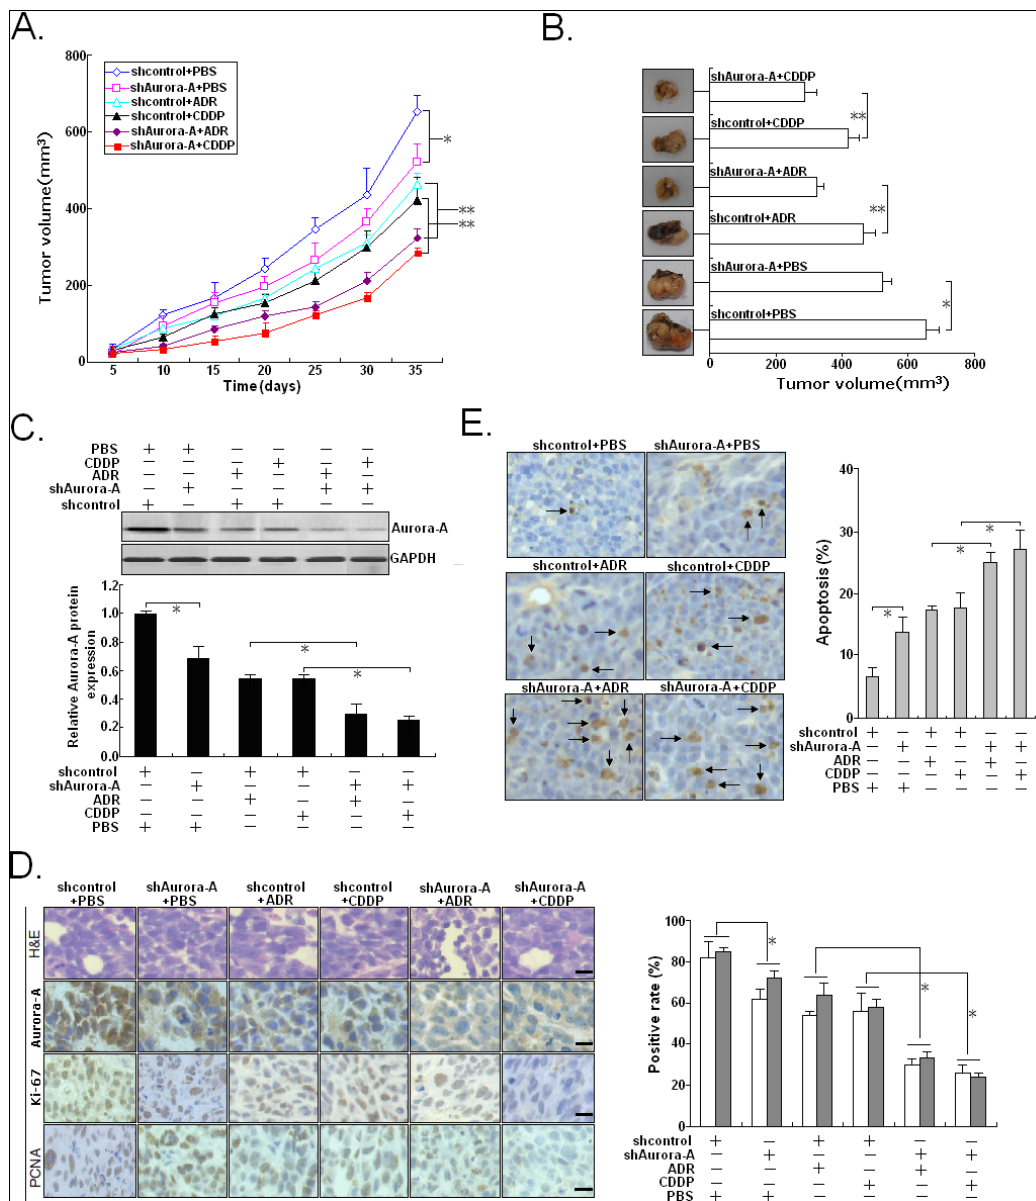 A.
800
600
400
200
0
Tumor volume(mm³)
shcontrol+PBS
shAurora-A+PBS
shcontrol+ADR
shcontrol+CDDP
shAurora-A+ADR
shAurora-A+CDDP
*
**
**
5 10 15 20 25 30 35
Time(days)
B.
shAurora-A+CDDP
**
shcontrol+CDDP
shAurora-A+ADR
**
shcontrol+ADR
shAurora-A+PBS
*
shcontrol+PBS
0 200 400 600 800
Tumor volume(mm³)
C.
PBS + + − − − −
CDDP − − − + − +
ADR − − + − + −
shAurora-A − + − − + +
shcontrol + − + + − −
Aurora-A
GAPDH
Relative Aurora-A protein
expression
1.2
1.0
0.8
0.6
0.4
0.2
0.0
*
*
*
shcontrol + − + + − −
shAurora-A − + − − + +
ADR − − + − + −
CDDP − − − + − +
PBS + + − − − −
E.
shcontrol+PBS shAurora-A+PBS
shcontrol+ADR shcontrol+CDDP
shAurora-A+ADR shAurora-A+CDDP
Apoptosis (%)
40
30
20
10
0
*
*
*
shcontrol + − + + − −
shAurora-A − + − − + +
ADR − − + − + −
CDDP − − − + − +
PBS + + − − − −
D.
shcontrol +PBS
shAurora-A +PBS
shcontrol +ADR
shcontrol +CDDP
shAurora-A +ADR
shAurora-A +CDDP
H&E
Aurora-A
Ki-67
PCNA
Positive rate (%)
100
80
60
40
20
0
*
*
*
shcontrol + − + + − −
shAurora-A − + − − + +
ADR − − + − + −
CDDP − − − + − +
PBS + + − − − −